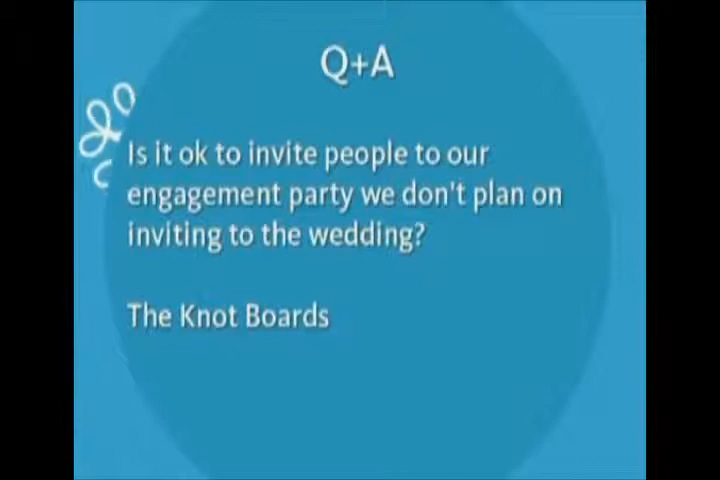 Q+A
Is it ok to invite people to our
engagement party we don't plan on
inviting to the wedding?
The Knot Boards